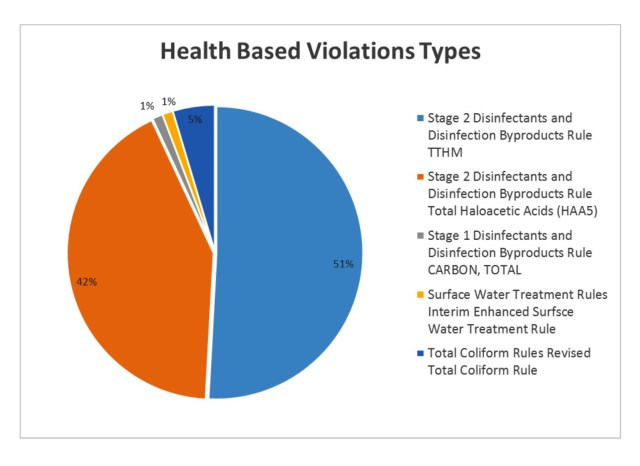 Health Based Violations Types
1%
1%
5%
51%
42%
Stage 2 Disinfectants and
Disinfection Byproducts Rule
TTHM
Stage 2 Disinfectants and
Disinfection Byproducts Rule
Total Haloacetic Acids (HAA5)
Stage 1 Disinfectants and
Disinfection Byproducts Rule
CARBON, TOTAL
Surface Water Treatment Rules
Interim Enhanced Surfsce
Water Treatment Rule
Total Coliform Rules Revised
Total Coliform Rule